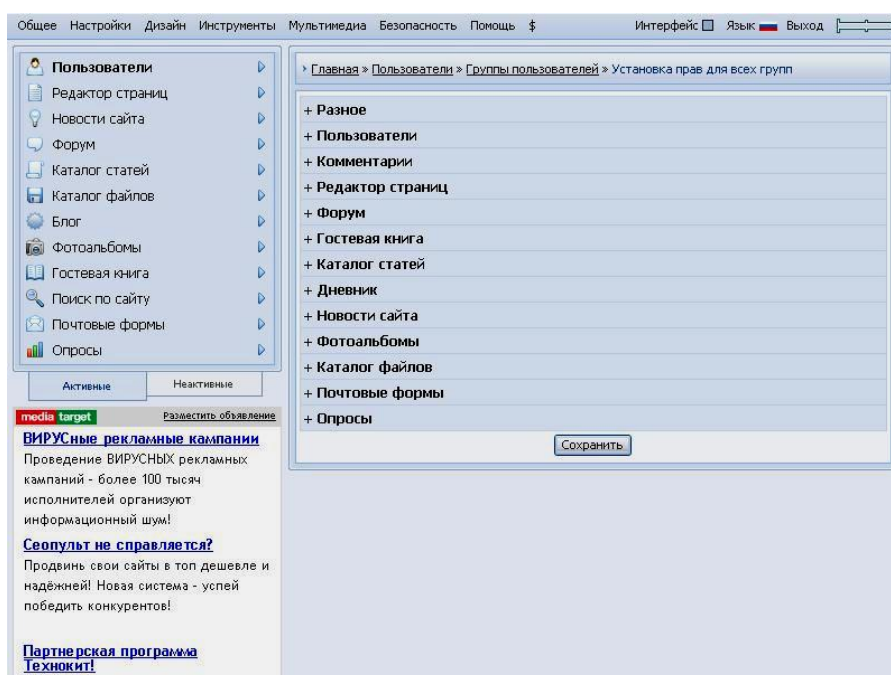 Общее Настройки Дизайн Инструменты Мультимедиа Безопасность Помощь $ Интерфейс Язык Выход
Пользователи
Редактор страниц
Новости сайта
Форум
Каталог статей
Каталог файлов
Блог
Фотоальбомы
Гостевая книга
Поиск по сайту
Почтовые формы
Опросы
Активные Неактивные
media target Разместить объявление
ВИРУСные рекламные кампании
Проведение ВИРУСНЫХ рекламных
кампаний - более 100 тысяч
исполнителей организуют
информационный шум!
Сеопульт не справляется?
Продвинь свои сайты в топ дешевле и
надёжней! Новая система - успей
победить конкурентов!
Партнерская программа
Технокит!
Главная » Пользователи » Группы пользователей » Установка прав для всех групп
+ Разное
+ Пользователи
+ Комментарии
+ Редактор страниц
+ Форум
+ Гостевая книга
+ Каталог статей
+ Дневник
+ Новости сайта
+ Фотоальбомы
+ Каталог файлов
+ Почтовые формы
+ Опросы
Сохранить